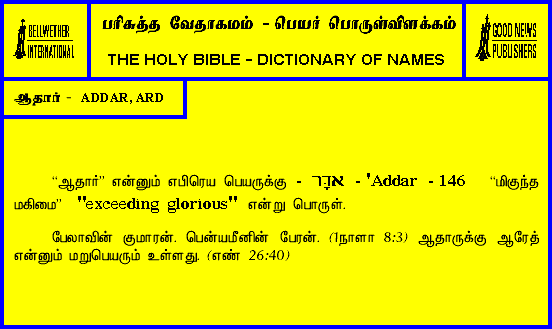 BELLWETHER
INTERNATIONAL
பரிசுத்த வேதாகமம் - பெயர் பொருள்விளக்கம்
THE HOLY BIBLE - DICTIONARY OF NAMES
GOOD NEWS
PUBLISHERS
ஆதார் - ADDAR, ARD
“ஆதார்” என்னும் எபிரெய பெயருக்கு - אדָּר - 'Addar - 146 “மிகுந்த
மகிமை” "exceeding glorious" என்று பொருள்.
பேலாவின் குமாரன். பென்யமீனின் பேரன். (1நாளா 8:3) ஆதாருக்கு ஆரேத்
என்னும் மறுபெயரும் உள்ளது. (எண் 26:40)